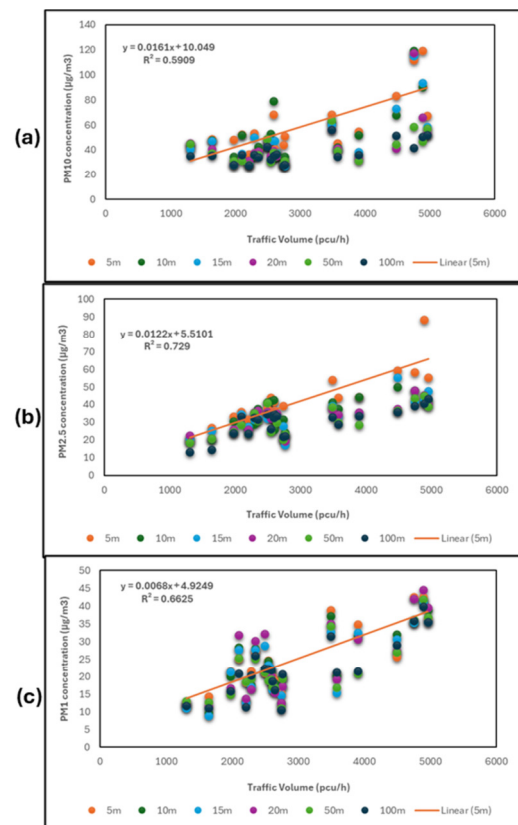 (a)
PM10 concentration (µg/m3)
140
120
100
80
60
40
20
0
y = 0.0161x + 10.049
R² = 0.5909
0 1000 2000 3000 4000 5000 6000
Traffic Volume (pcu/h)
5m 10m 15m 20m 50m 100m Linear (5m)
(b)
PM2.5 concentration (µg/m3)
100
90
80
70
60
50
40
30
20
10
0
y = 0.0122x + 5.5101
R² = 0.729
0 1000 2000 3000 4000 5000 6000
Traffic Volume (pcu/h)
5m 10m 15m 20m 50m 100m Linear (5m)
(c)
PM1 concentration (µg/m3)
50
45
40
35
30
25
20
15
10
5
0
y = 0.0068x + 4.9249
R² = 0.6625
0 1000 2000 3000 4000 5000 6000
Traffic Volume (pcu/h)
5m 10m 15m 20m 50m 100m Linear (5m)